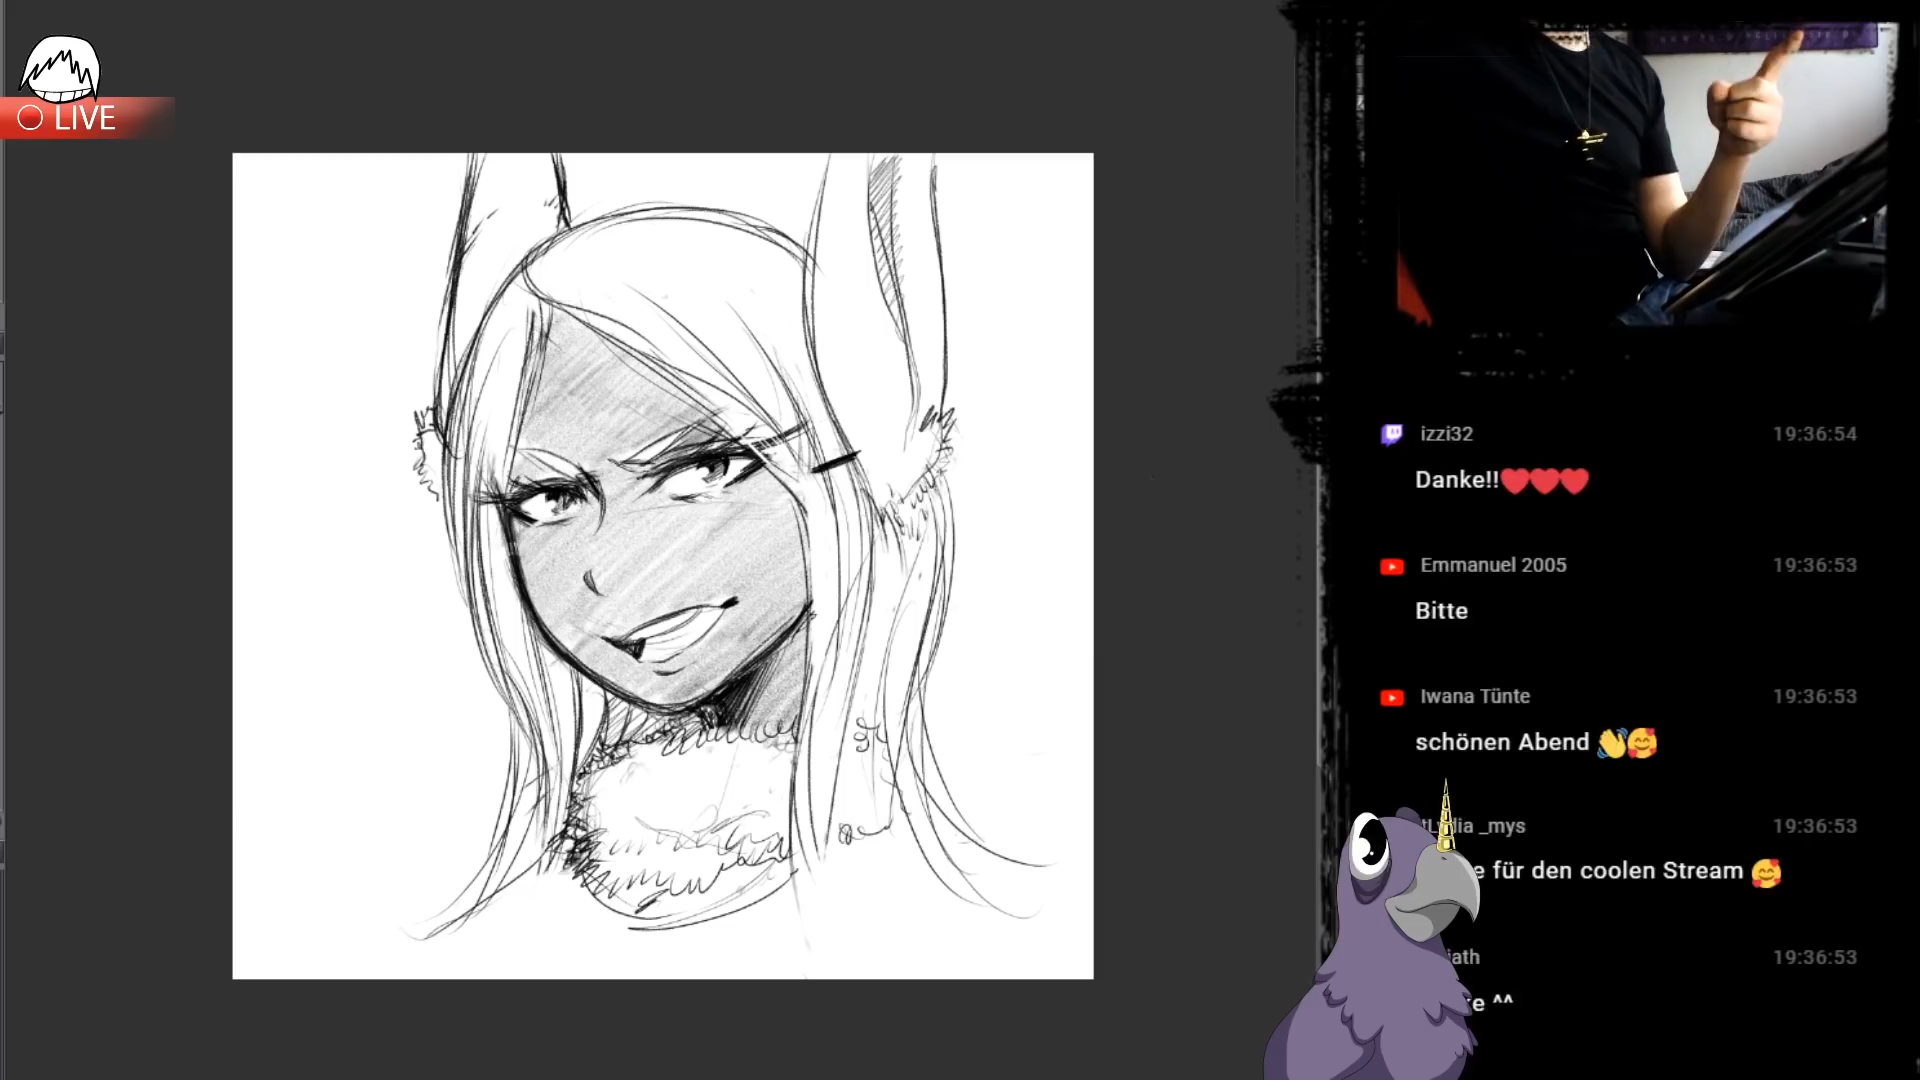 LIVE
izzi32 19:36:54
Danke!!❤❤❤
Emmanuel 2005 19:36:53
Bitte
Iwana Tünte 19:36:53
schönen Abend 👋🥰
_mys 19:36:53
für den coolen Stream 🥰
19:36:53
^^